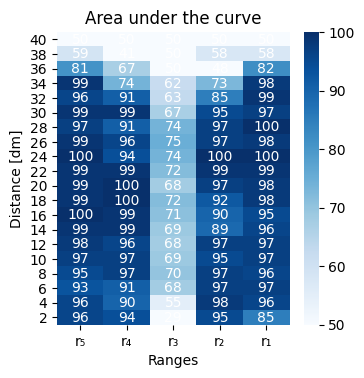 Area under the curve
Distance [dm]
40
38 59 58 58
36 81 67 82
34 99 74 62 73 98
32 96 91 63 85 99
30 99 99 67 95 97
28 97 91 74 97 100
26 99 96 75 97 98
24 100 94 74 100 100
22 99 99 72 99 99
20 99 100 68 97 98
18 99 100 72 92 98
16 100 99 71 90 95
14 99 99 69 89 96
12 98 96 68 97 97
10 97 97 69 95 97
8 95 97 70 97 96
6 93 91 68 97 97
4 96 90 55 98 96
2 96 94 95 85
r₅ r₄ r₃ r₂ r₁
Ranges
100
90
80
70
60
50